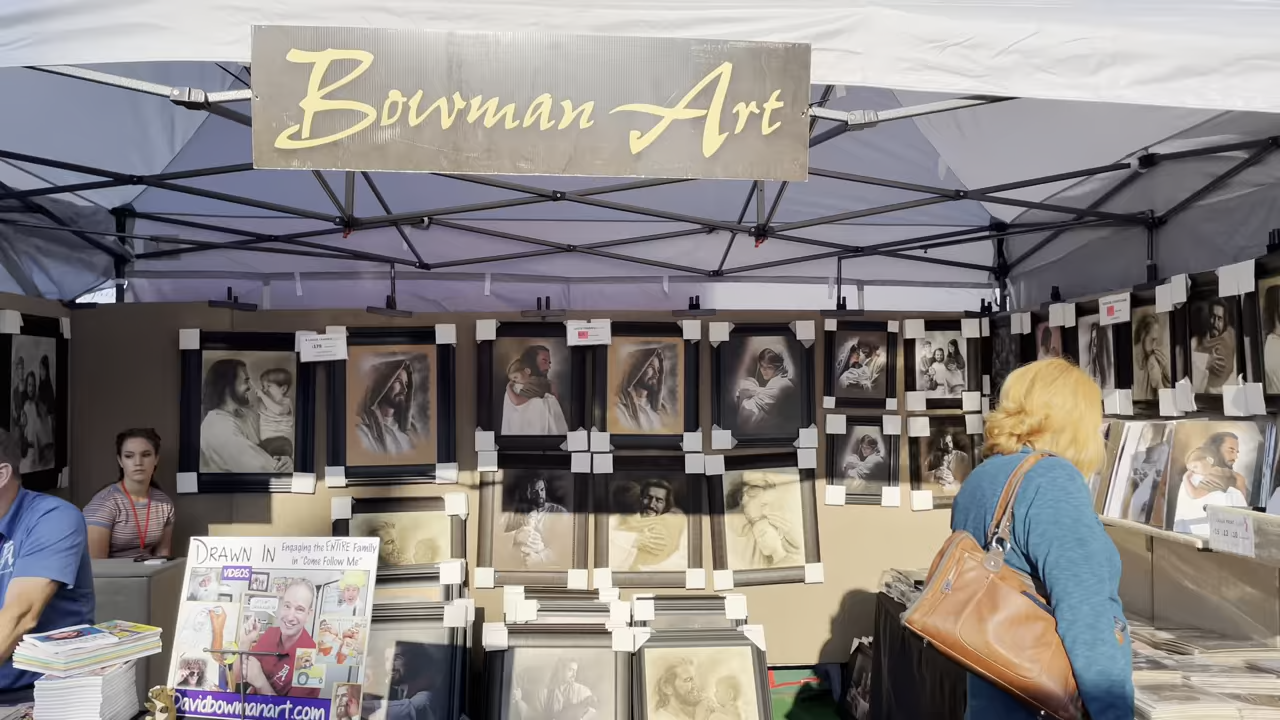 Bowman Art
DRAWN IN
Engaging the ENTIRE Family
in "Come Follow Me"
VIDEOS
Davidbowmanart.com